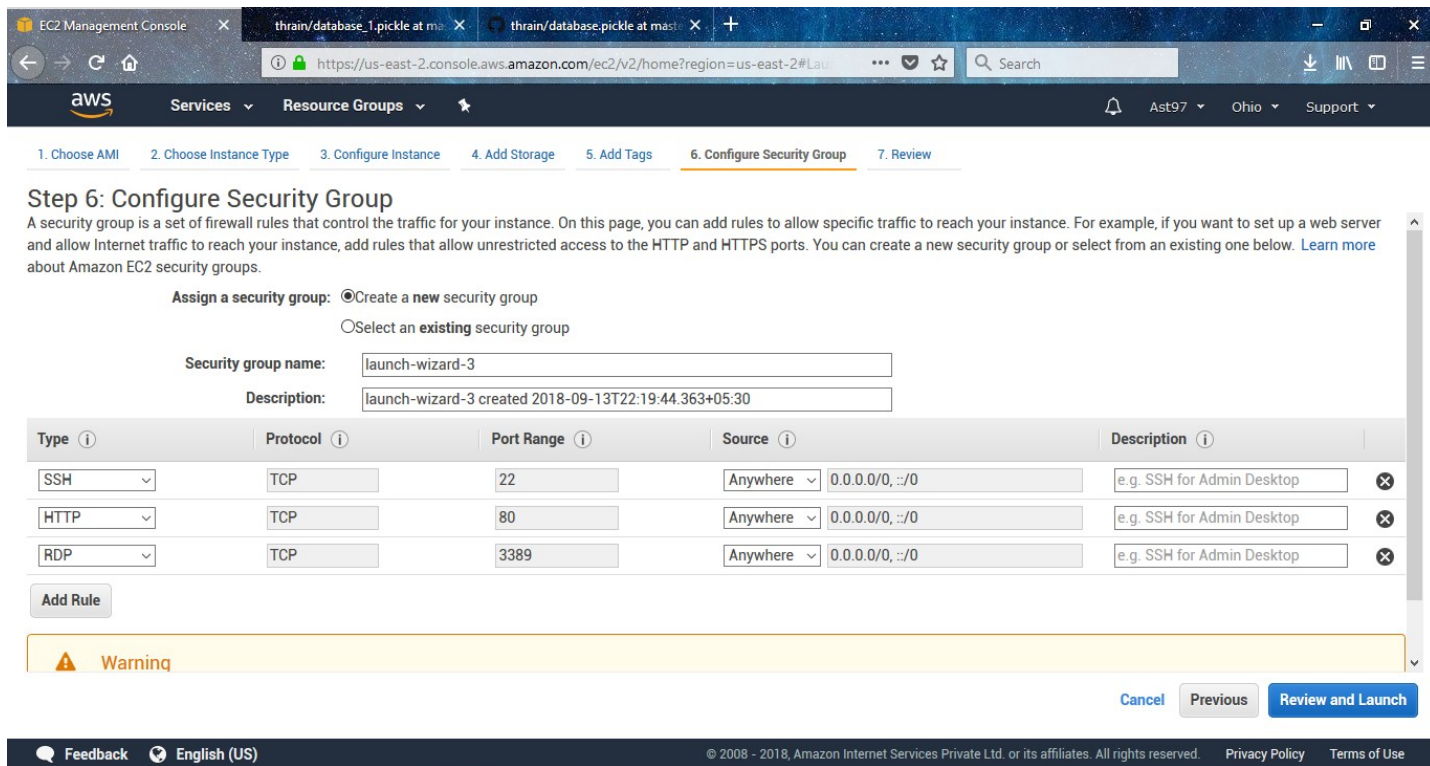 EC2 Management Console
thrain/database_1.pickle at ma
thrain/database.pickle at maste
https://us-east-2.console.aws.amazon.com/ec2/v2/home?region=us-east-2#Lau
Search
aws Services Resource Groups Ast97 Ohio Support
1. Choose AMI 2. Choose Instance Type 3. Configure Instance 4. Add Storage 5. Add Tags 6. Configure Security Group 7. Review
Step 6: Configure Security Group
A security group is a set of firewall rules that control the traffic for your instance. On this page, you can add rules to allow specific traffic to reach your instance. For example, if you want to set up a web server
and allow Internet traffic to reach your instance, add rules that allow unrestricted access to the HTTP and HTTPS ports. You can create a new security group or select from an existing one below. Learn more
about Amazon EC2 security groups.
Assign a security group: Create a new security group
Select an existing security group
Security group name: launch-wizard-3
Description: launch-wizard-3 created 2018-09-13T22:19:44.363+05:30
Type Protocol Port Range Source Description
SSH TCP 22 Anywhere 0.0.0.0/0, ::/0 e.g. SSH for Admin Desktop
HTTP TCP 80 Anywhere 0.0.0.0/0, ::/0 e.g. SSH for Admin Desktop
RDP TCP 3389 Anywhere 0.0.0.0/0, ::/0 e.g. SSH for Admin Desktop
Add Rule
Warning
Cancel Previous Review and Launch
Feedback English (US) © 2008 - 2018, Amazon Internet Services Private Ltd. or its affiliates. All rights reserved. Privacy Policy Terms of Use